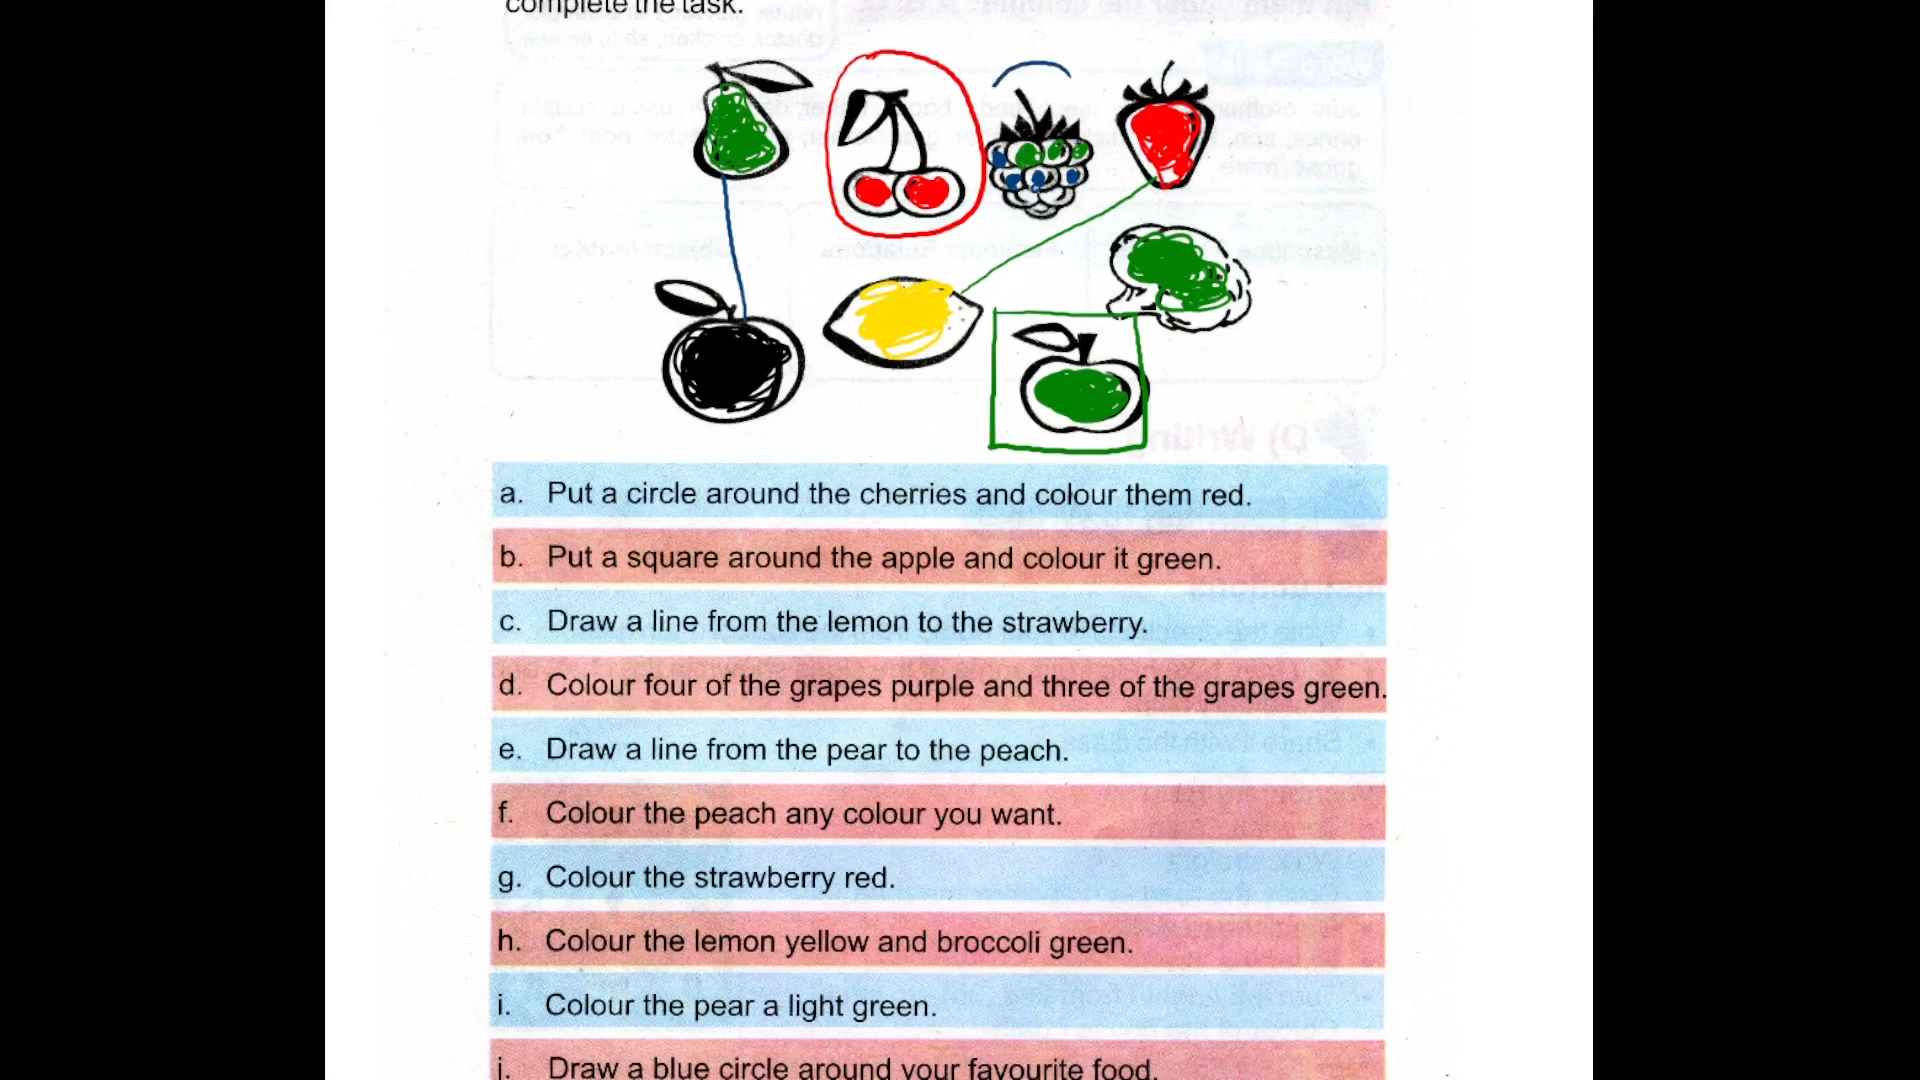 complete the task.
a. Put a circle around the cherries and colour them red.
b. Put a square around the apple and colour it green.
c. Draw a line from the lemon to the strawberry.
d. Colour four of the grapes purple and three of the grapes green.
e. Draw a line from the pear to the peach.
f. Colour the peach any colour you want.
g. Colour the strawberry red.
h. Colour the lemon yellow and broccoli green.
i. Colour the pear a light green.
j. Draw a blue circle around your favourite food.